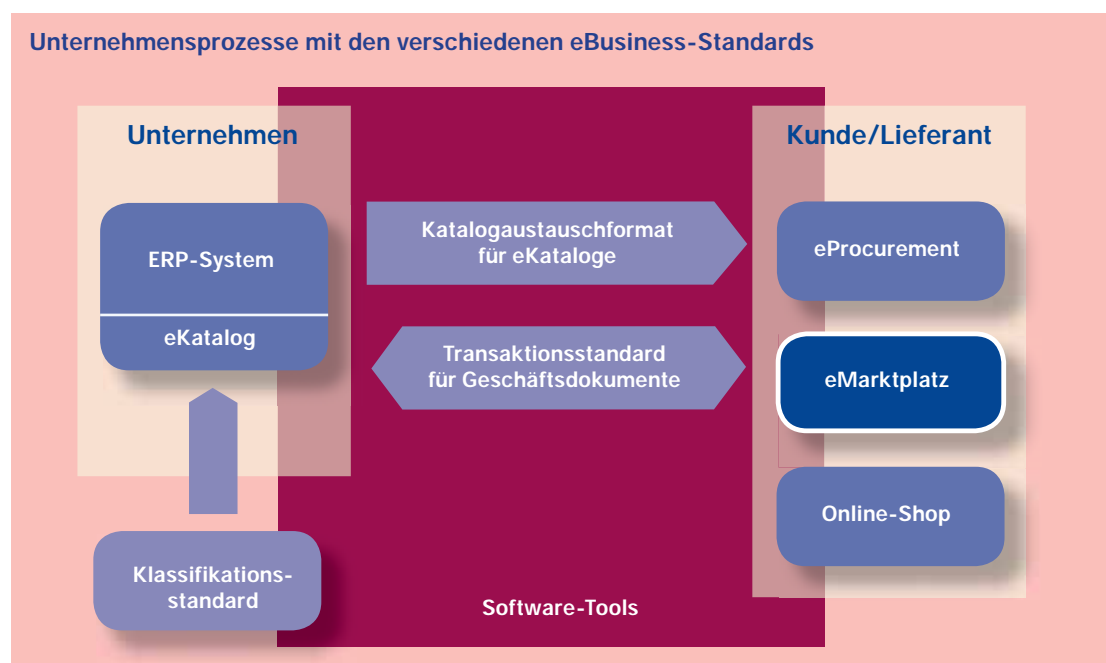 Unternehmensprozesse mit den verschiedenen eBusiness-Standards
Unternehmen
Kunde/Lieferant
ERP-System
eKatalog
Katalogaustauschformat
für eKataloge
Transaktionsstandard
für Geschäftsdokumente
eProcurement
eMarktplatz
Online-Shop
Klassifikations-
standard
Software-Tools